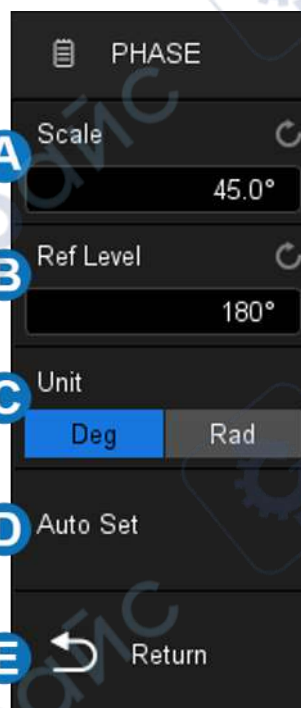 PHASE
A
Scale
45.0°
B
Ref Level
180°
C
Unit
Deg Rad
D
Auto Set
E
Return